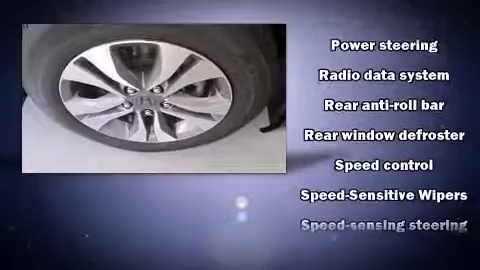 Power steering
Radio data system
Rear anti-roll bar
Rear window defroster
Speed control
Speed-Sensitive Wipers
Speed-sensing steering